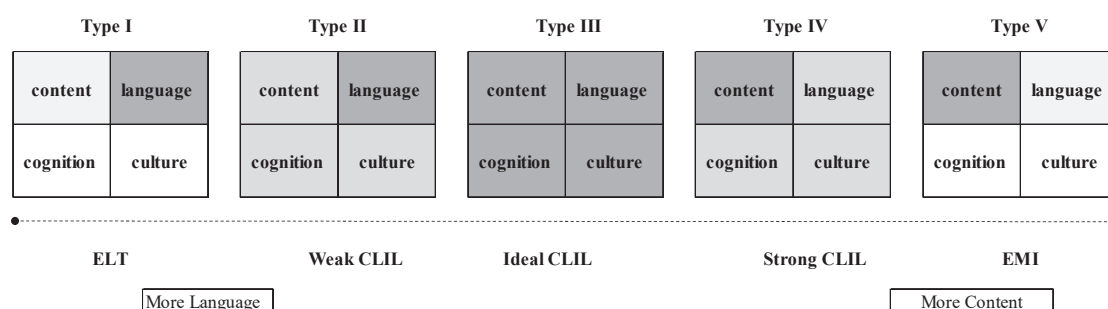 Type I Type II Type III Type IV Type V
content language content language content language content language content language
cognition culture cognition culture cognition culture cognition culture cognition culture
ELT Weak CLIL Ideal CLIL Strong CLIL EMI
More Language More Content